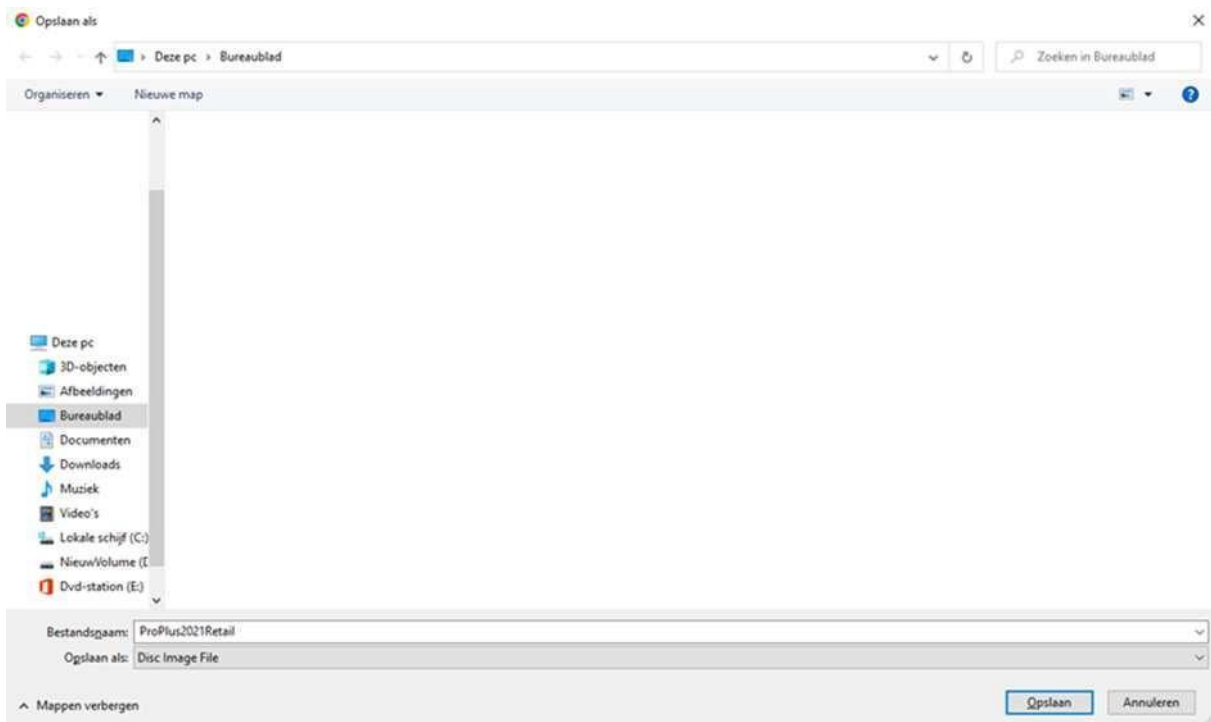 Opslaan als
Deze pc › Bureaublad
Zoeken in Bureaublad
Organiseren
Nieuwe map
Deze pc
3D-objecten
Afbeeldingen
Bureaublad
Documenten
Downloads
Muziek
Video's
Lokale schijf (C:)
NieuwVolume (D
Dvd-station (E:)
Bestandsnaam: ProPlus2021Retail
Opslaan als: Disc Image File
Mappen verbergen
Opslaan
Annuleren